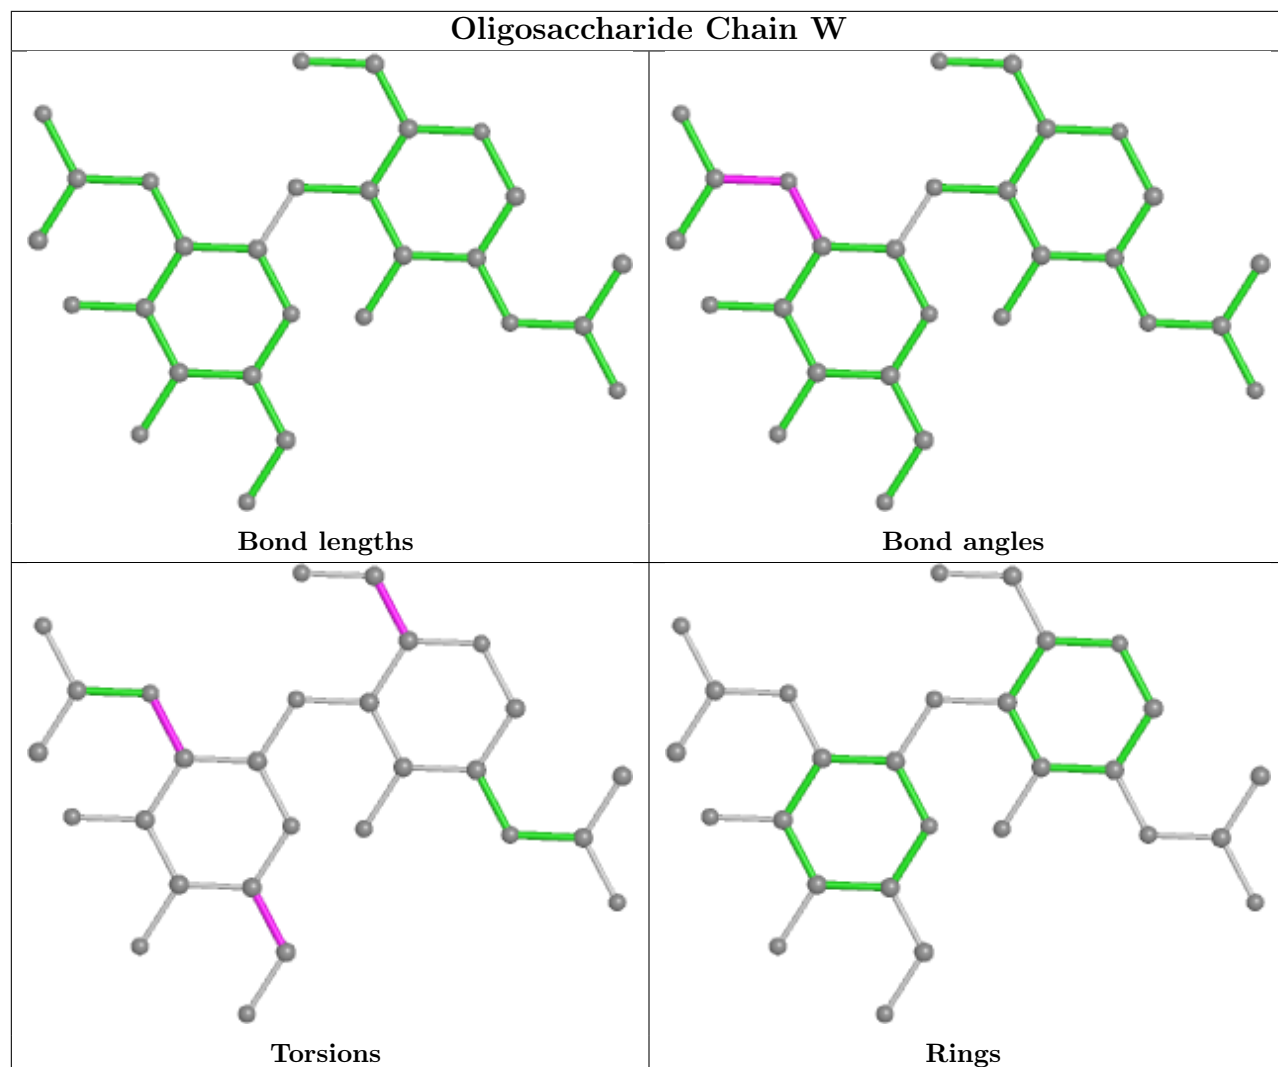 Oligosaccharide Chain W
Bond lengths
Bond angles
Torsions
Rings